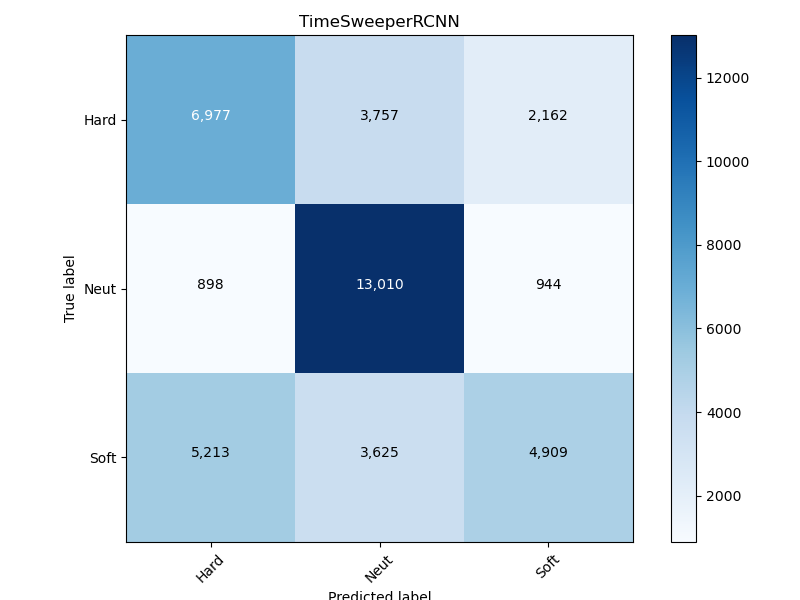 TimeSweeperRCNN
Hard 6,977 3,757 2,162
Neut 898 13,010 944
Soft 5,213 3,625 4,909
Hard Neut Soft
True label
Predicted label
12000
10000
8000
6000
4000
2000